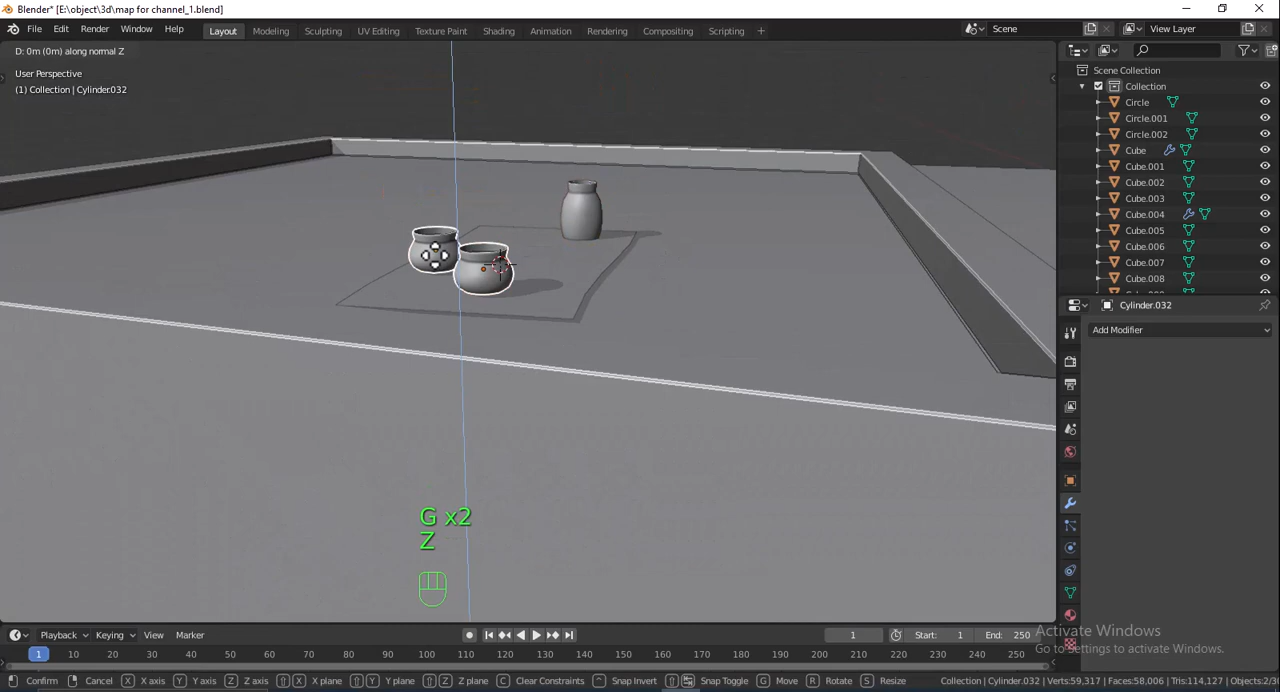 Blender* [E:\object\3d\map for channel_1.blend]
File Edit Render Window Help Layout Modeling Sculpting UV Editing Texture Paint Shading Animation Rendering Compositing Scripting + Scene View Layer
D: 0m (0m) along normal Z
User Perspective
(1) Collection | Cylinder.032
Scene Collection
Collection
Circle
Circle.001
Circle.002
Cube
Cube.001
Cube.002
Cube.003
Cube.004
Cube.005
Cube.006
Cube.007
Cube.008
Cylinder.032
Add Modifier
G x2
Z
Playback Keying View Marker 1 Start: 1 End: 250
1 10 20 30 40 50 60 70 80 90 100 110 120 130 140 150 160 170 180 190 200 210 220 230 240 250
Activate Windows
Go to Settings to activate Windows.
Confirm Cancel X X axis Y Y axis Z Z axis X X plane Y Y plane Z Z plane C Clear Constraints Snap Invert Snap Toggle G Move R Rotate S Resize Collection | Cylinder.032 | Verts:59,317 | Faces:58,006 | Tris:114,127 | Objects:2/3